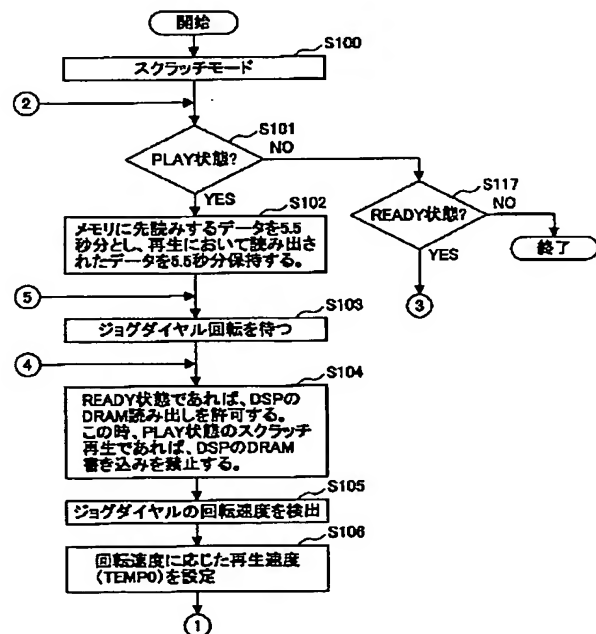 開始
S100
スクラッチモード
②
S101
PLAY状態?
NO
YES
S102
メモリに先読みするデータを5.5
秒分とし、再生において読み出さ
れたデータを5.5秒分保持する。
S117
READY状態?
NO
終了
YES
③
⑤
S103
ジョグダイヤル回転を待つ
④
S104
READY状態であれば、DSPの
DRAM読み出しを許可する。
この時、PLAY状態のスクラッチ
再生であれば、DSPのDRAM
書き込みを禁止する。
S105
ジョグダイヤルの回転速度を検出
S106
回転速度に応じた再生速度
(TEMPO)を設定
①